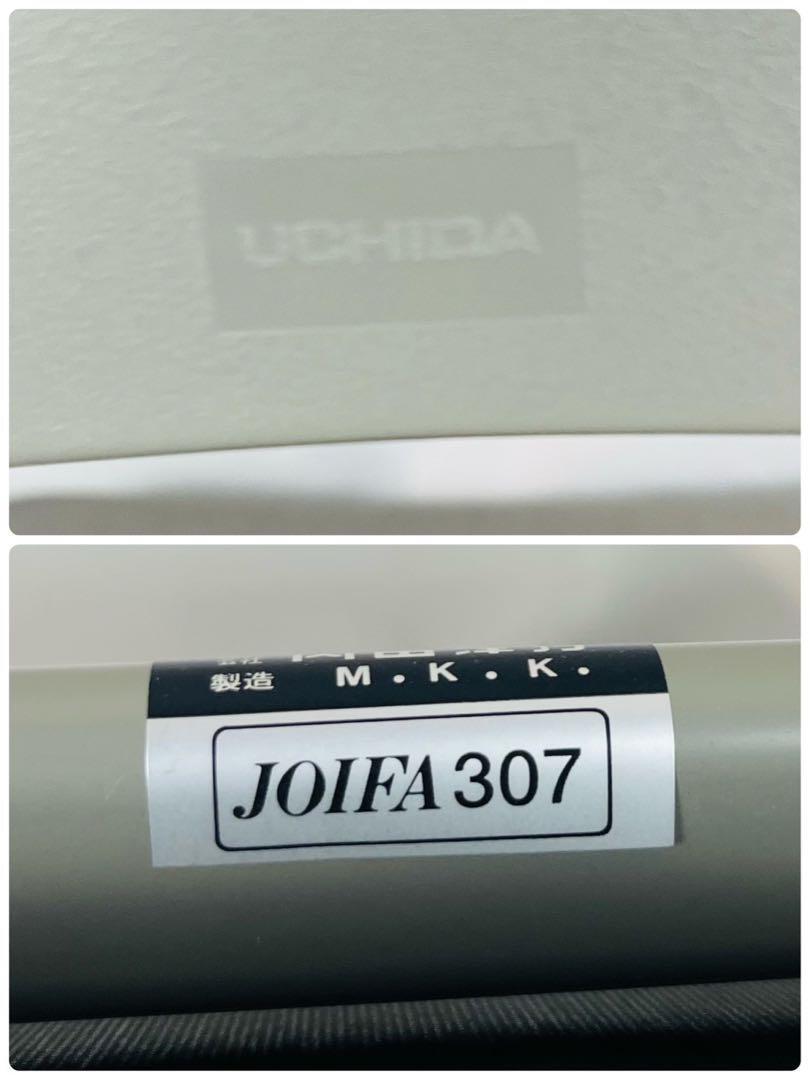 UCHIDA
製造 M.K.K.
JOIFA 307